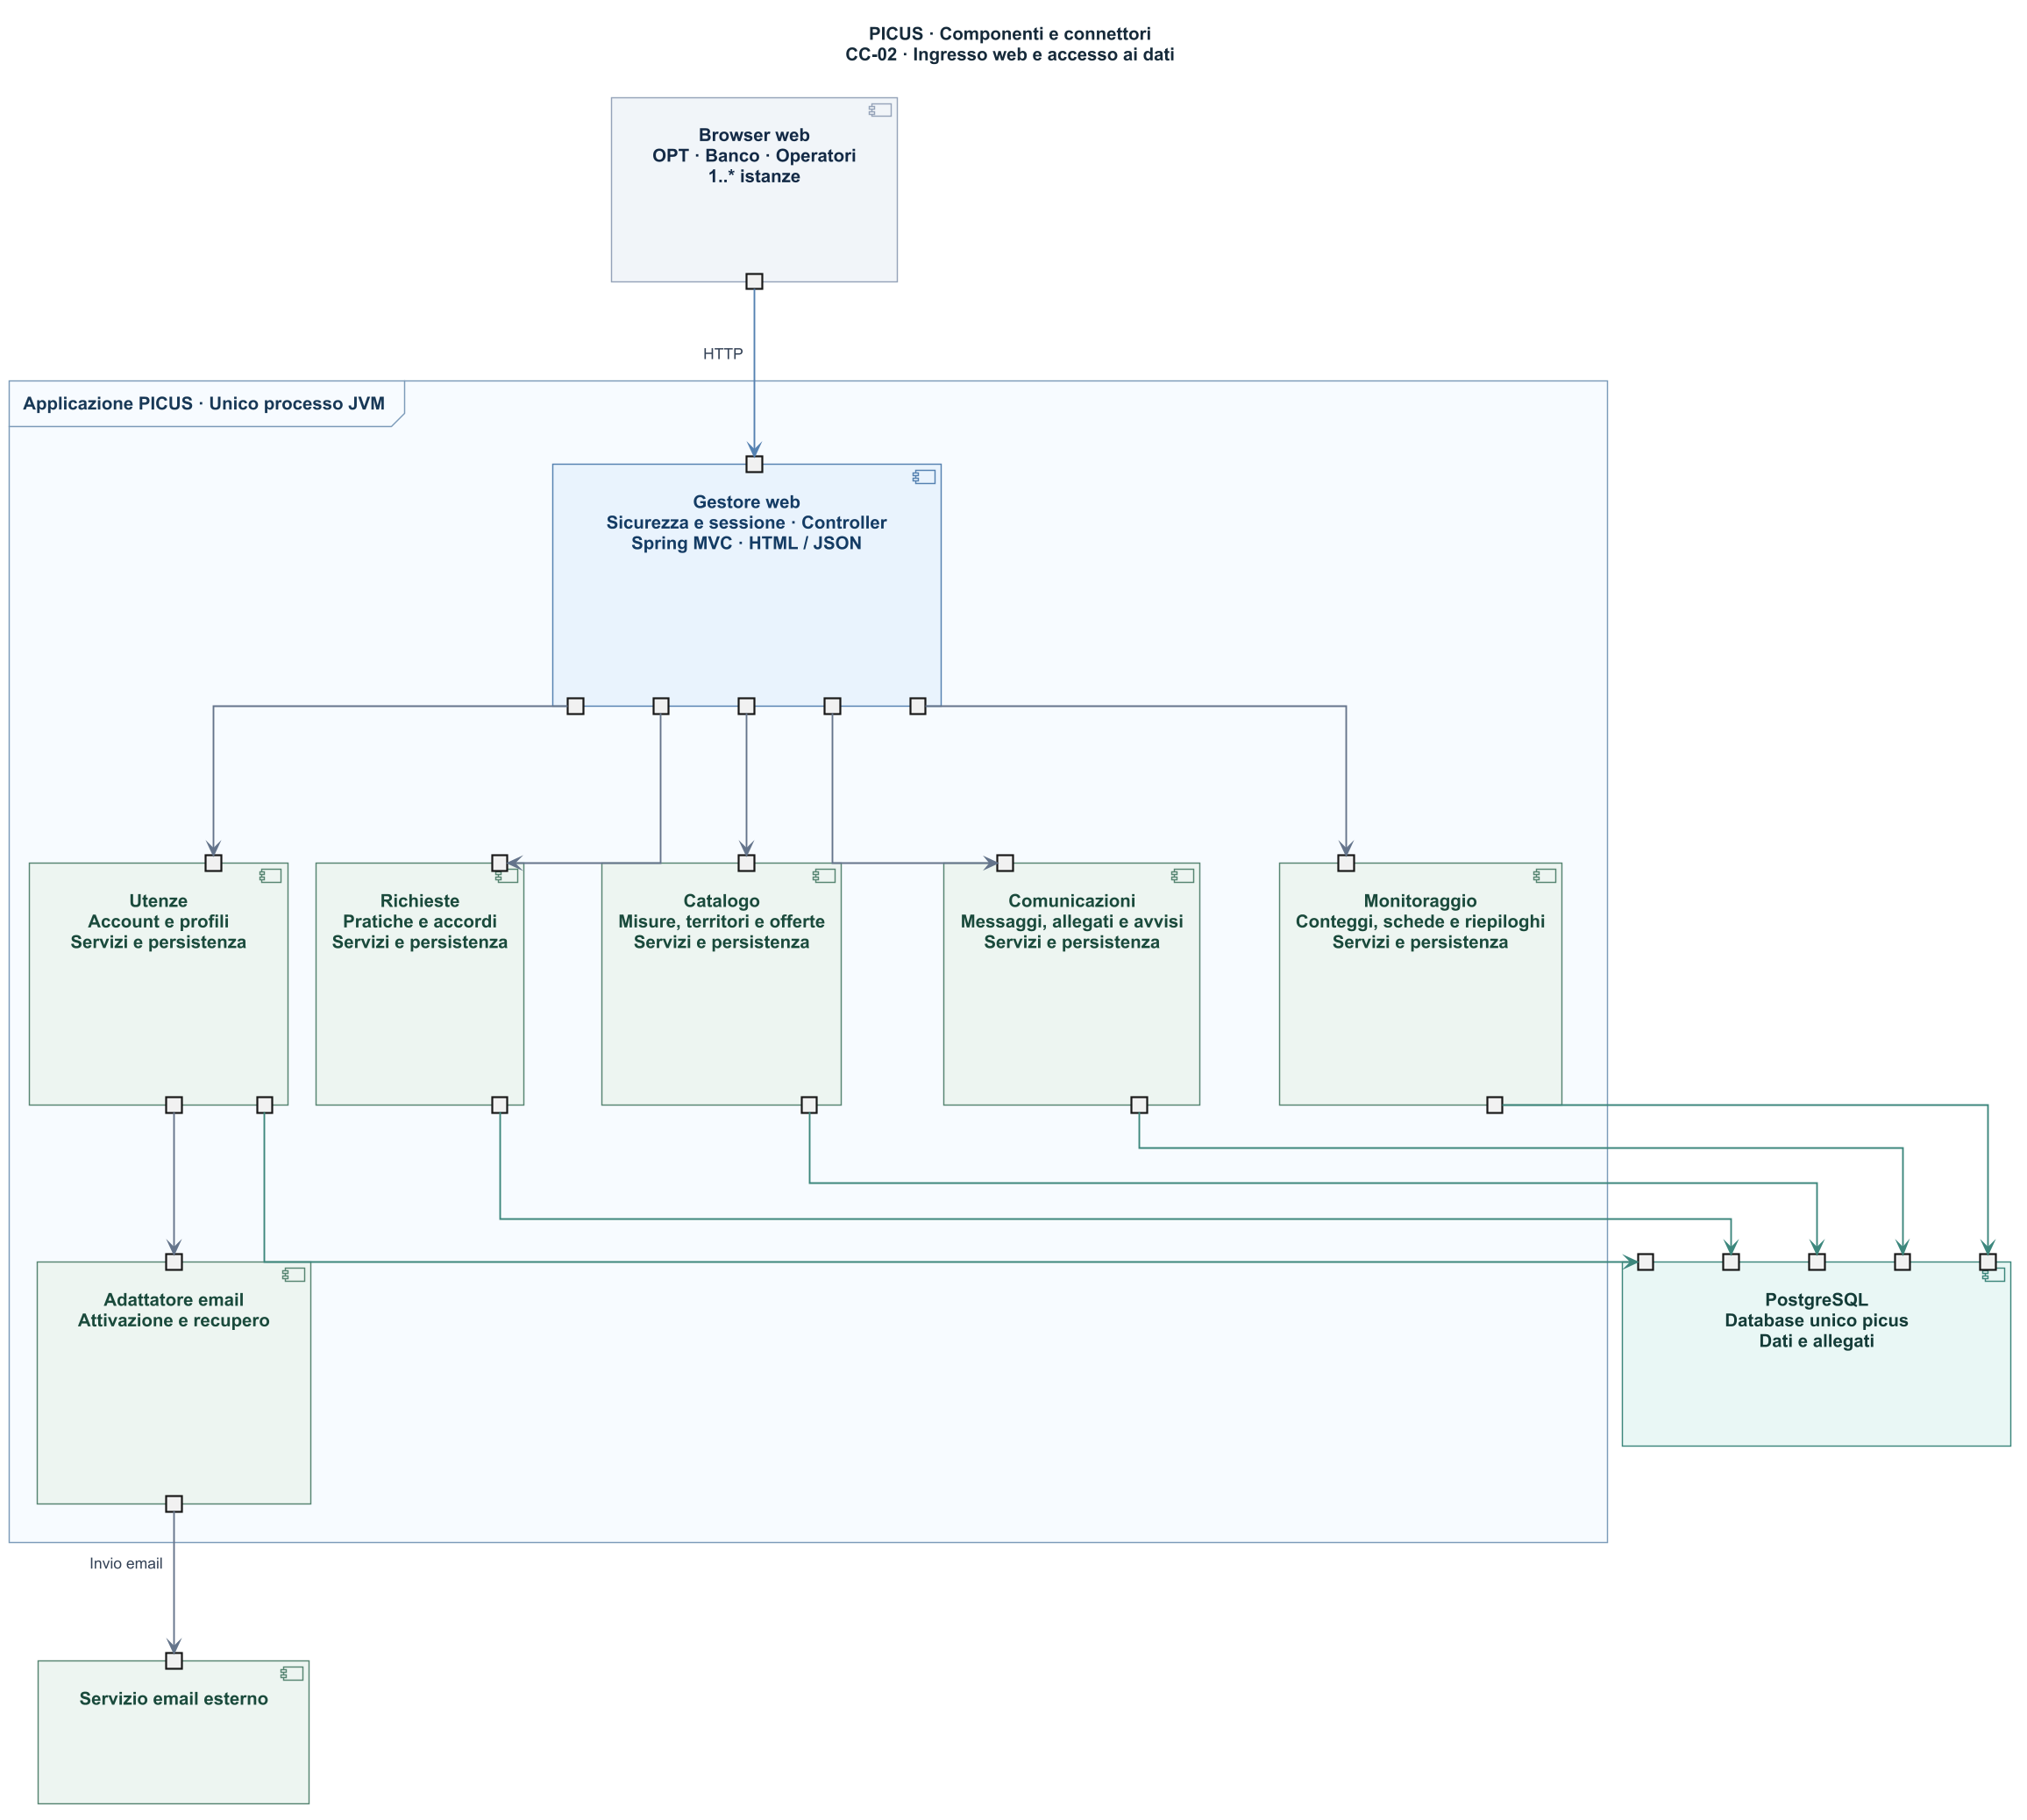 PICUS · Componenti e connettori
CC-02 · Ingresso web e accesso ai dati
Browser web
OPT · Banco · Operatori
1..* istanze
HTTP
Applicazione PICUS · Unico processo JVM
Gestore web
Sicurezza e sessione · Controller
Spring MVC · HTML / JSON
Utenze
Account e profili
Servizi e persistenza
Richieste
Pratiche e accordi
Servizi e persistenza
Catalogo
Misure, territori e offerte
Servizi e persistenza
Comunicazioni
Messaggi, allegati e avvisi
Servizi e persistenza
Monitoraggio
Conteggi, schede e riepiloghi
Servizi e persistenza
Adattatore email
Attivazione e recupero
PostgreSQL
Database unico picus
Dati e allegati
Invio email
Servizio email esterno